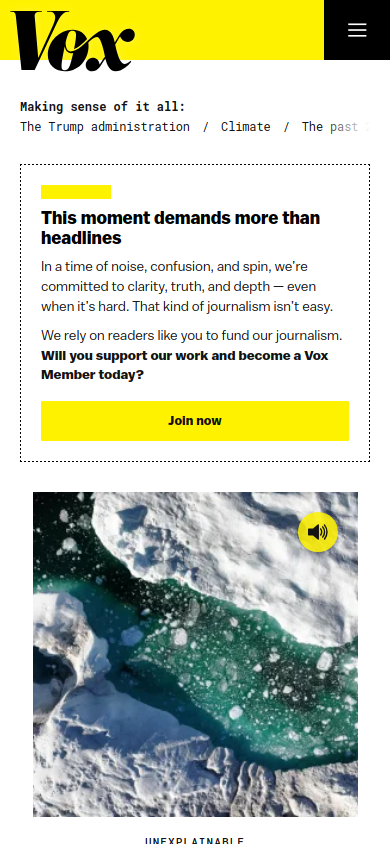 Vox
Making sense of it all:
The Trump administration / Climate / The past
This moment demands more than
headlines
In a time of noise, confusion, and spin, we're
committed to clarity, truth, and depth — even
when it's hard. That kind of journalism isn't easy.
We rely on readers like you to fund our journalism.
Will you support our work and become a Vox
Member today?
Join now
UNEXPLAINABLE